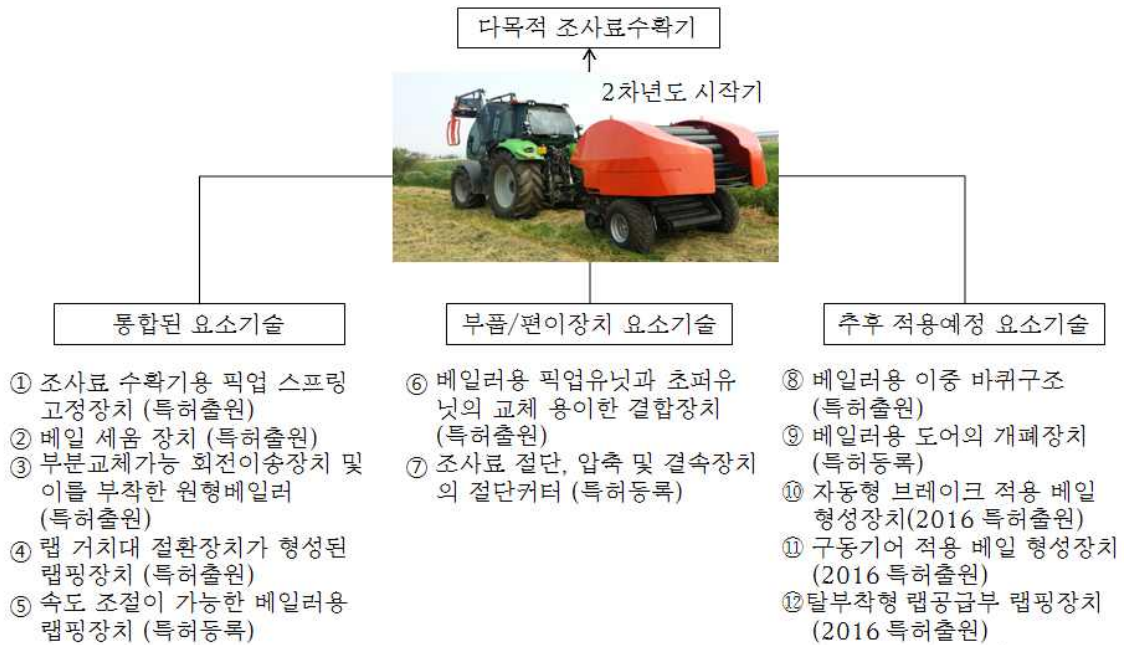 다목적 조사료수확기
2차년도 시작기
통합된 요소기술
① 조사료 수확기용 픽업 스프링
고정장치 (특허출원)
② 베일 세움 장치 (특허출원)
③ 부분교체가능 회전이송장치 및
이를 부착한 원형베일러
(특허출원)
④ 랩 거치대 절환장치가 형성된
랩핑장치 (특허출원)
⑤ 속도 조절이 가능한 베일러용
랩핑장치 (특허등록)
부품/편이장치 요소기술
⑥ 베일러용 픽업유닛과 초퍼유
닛의 교체 용이한 결합장치
(특허출원)
⑦ 조사료 절단, 압축 및 결속장치
의 절단커터 (특허등록)
추후 적용예정 요소기술
⑧ 베일러용 이중 바퀴구조
(특허출원)
⑨ 베일러용 도어의 개폐장치
(특허등록)
⑩ 자동형 브레이크 적용 베일
형성장치(2016 특허출원)
⑪ 구동기어 적용 베일 형성장치
(2016 특허출원)
⑫탈부착형 랩공급부 랩핑장치
(2016 특허출원)